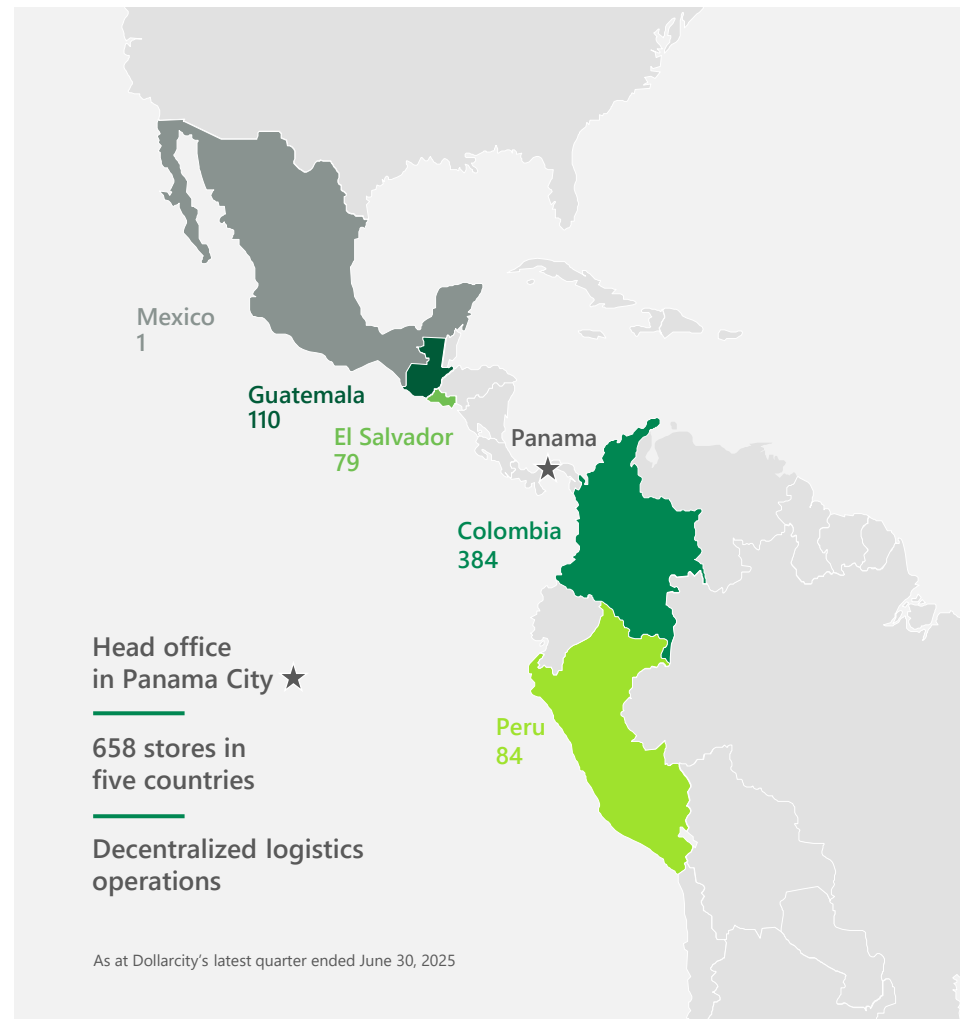 Mexico
1
Guatemala
110
El Salvador
79
Panama
Colombia
384
Peru
84
Head office
in Panama City
658 stores in
five countries
Decentralized logistics
operations
As at Dollarcity's latest quarter ended June 30, 2025